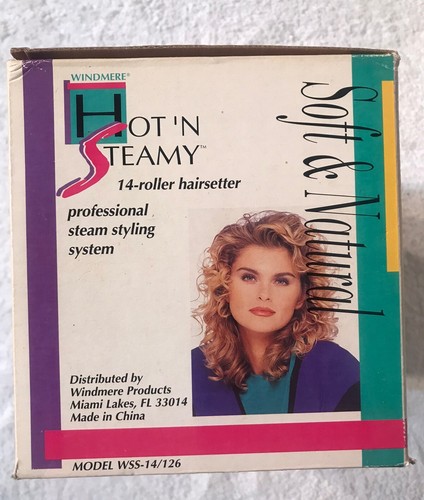 WINDMERE®
HOT 'N
STEAMY™
14-roller hairsetter
professional
steam styling
system
Soft & Natural
Distributed by
Windmere Products
Miami Lakes, FL 33014
Made in China
MODEL WSS-14/126